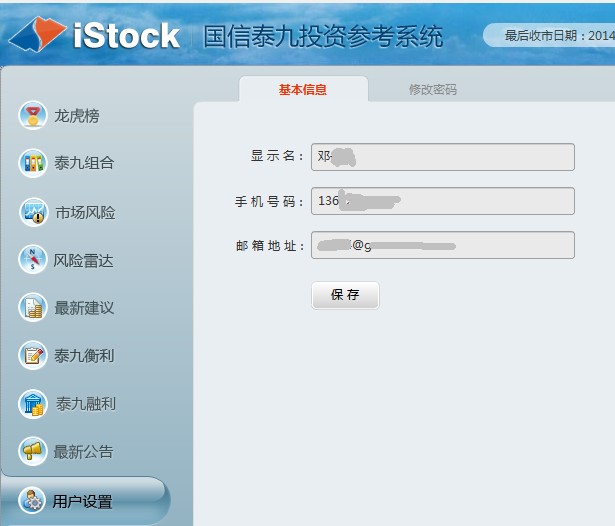 iStock 国信泰九投资参考系统 最后收市日期：2014
基本信息 修改密码
龙虎榜
泰九组合
市场风险
风险雷达
最新建议
泰九衡利
泰九融利
最新公告
用户设置
显示名： 邓
手机号码： 136
邮箱地址： @g
保存